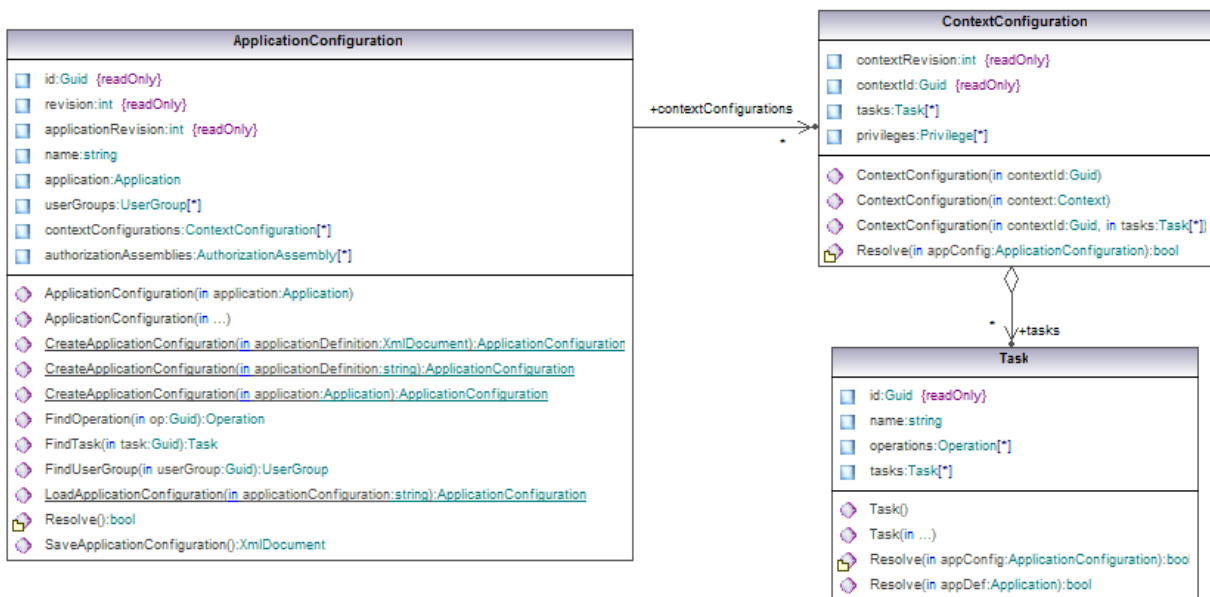 ApplicationConfiguration
id:Guid {readOnly}
revision:int {readOnly}
applicationRevision:int {readOnly}
name:string
application:Application
userGroups:UserGroup[*]
contextConfigurations:ContextConfiguration[*]
authorizationAssemblies:AuthorizationAssembly[*]
ApplicationConfiguration(in application:Application)
ApplicationConfiguration(in ...)
CreateApplicationConfiguration(in applicationDefinition:XmlDocument):ApplicationConfiguration
CreateApplicationConfiguration(in applicationDefinition:string):ApplicationConfiguration
CreateApplicationConfiguration(in application:Application):ApplicationConfiguration
FindOperation(in op:Guid):Operation
FindTask(in task:Guid):Task
FindUserGroup(in userGroup:Guid):UserGroup
LoadApplicationConfiguration(in applicationConfiguration:string):ApplicationConfiguration
Resolve():bool
SaveApplicationConfiguration():XmlDocument
+contextConfigurations
*
ContextConfiguration
contextRevision:int {readOnly}
contextId:Guid {readOnly}
tasks:Task[*]
privileges:Privilege[*]
ContextConfiguration(in contextId:Guid)
ContextConfiguration(in context:Context)
ContextConfiguration(in contextId:Guid, in tasks:Task[*])
Resolve(in appConfig:ApplicationConfiguration):bool
* +tasks
Task
id:Guid {readOnly}
name:string
operations:Operation[*]
tasks:Task[*]
Task()
Task(in ...)
Resolve(in appConfig:ApplicationConfiguration):bool
Resolve(in appDef:Application):bool